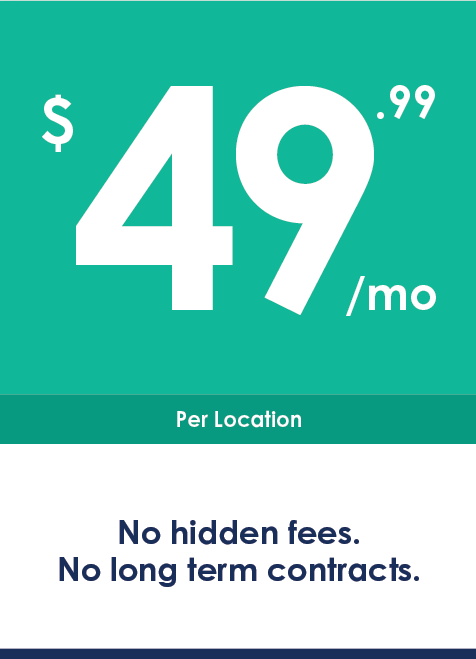 $49.99/mo
Per Location
No hidden fees.
No long term contracts.